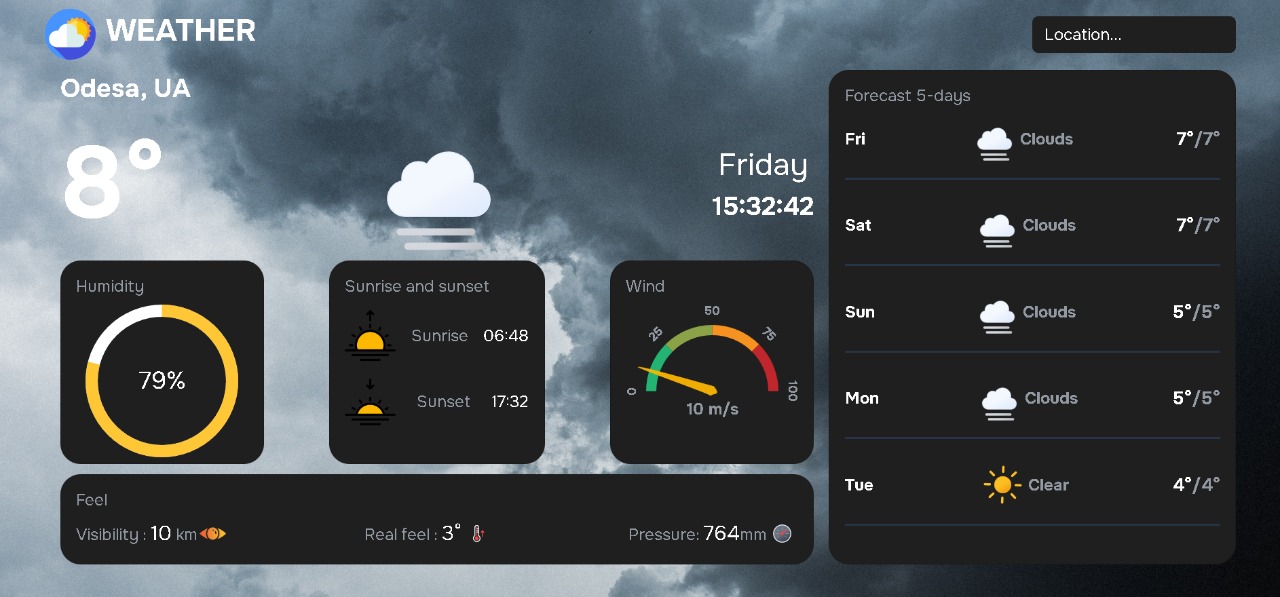 WEATHER
Location...
Odesa, UA
8°
Friday
15:32:42
Humidity
79%
Sunrise and sunset
Sunrise 06:48
Sunset 17:32
Wind
0
25
50
75
100
10 m/s
Feel
Visibility : 10 km
Real feel : 3°
Pressure: 764mm
Forecast 5-days
Fri Clouds 7°/7°
Sat Clouds 7°/7°
Sun Clouds 5°/5°
Mon Clouds 5°/5°
Tue Clear 4°/4°